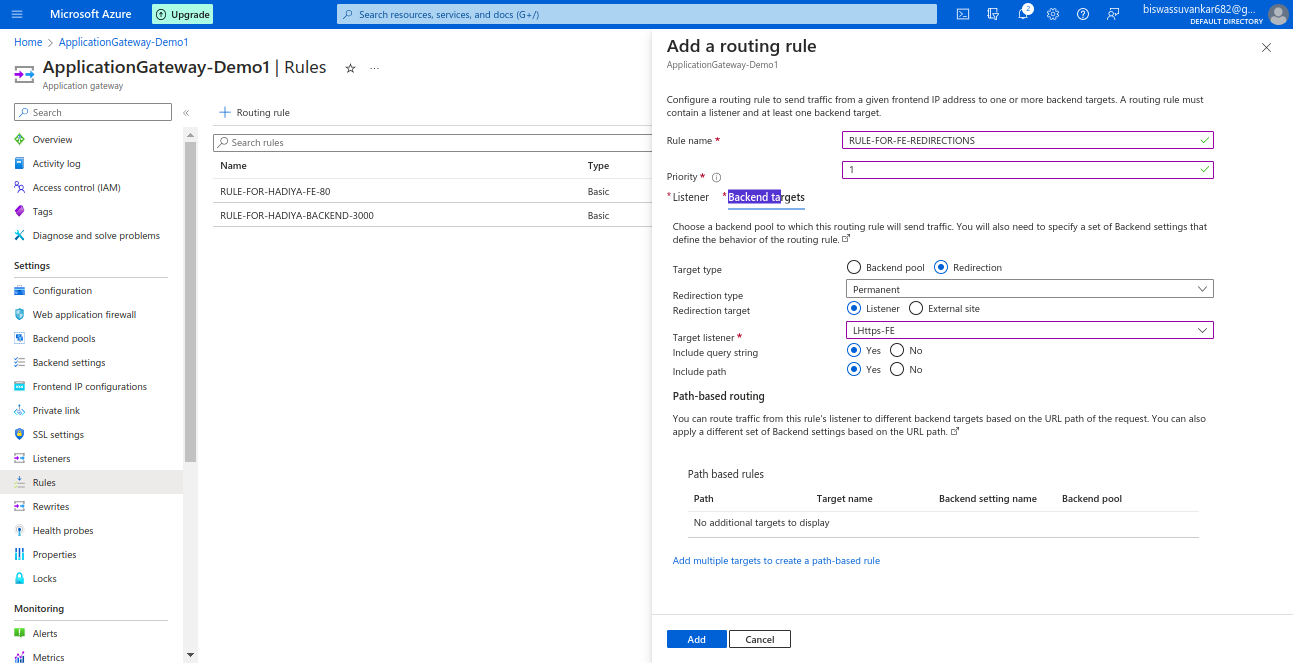 Microsoft Azure
Upgrade
Search resources, services, and docs (G+/)
2
biswassuvankar682@g...
DEFAULT DIRECTORY
Home > ApplicationGateway-Demo1
ApplicationGateway-Demo1 | Rules
Application gateway
Search
Overview
Activity log
Access control (IAM)
Tags
Diagnose and solve problems
Settings
Configuration
Web application firewall
Backend pools
Backend settings
Frontend IP configurations
Private link
SSL settings
Listeners
Rules
Rewrites
Health probes
Properties
Locks
Monitoring
Alerts
Metrics
Routing rule
Search rules
Name Type
RULE-FOR-HADIYA-FE-80 Basic
RULE-FOR-HADIYA-BACKEND-3000 Basic
Add a routing rule
ApplicationGateway-Demo1
Configure a routing rule to send traffic from a given frontend IP address to one or more backend targets. A routing rule must
contain a listener and at least one backend target.
Rule name * RULE-FOR-FE-REDIRECTIONS
Priority * 1
* Listener * Backend targets
Choose a backend pool to which this routing rule will send traffic. You will also need to specify a set of Backend settings that
define the behavior of the routing rule.
Target type Backend pool Redirection
Redirection type Permanent
Redirection target Listener External site
Target listener * LHttps-FE
Include query string Yes No
Include path Yes No
Path-based routing
You can route traffic from this rule's listener to different backend targets based on the URL path of the request. You can also
apply a different set of Backend settings based on the URL path.
Path based rules
Path Target name Backend setting name Backend pool
No additional targets to display
Add multiple targets to create a path-based rule
Add Cancel